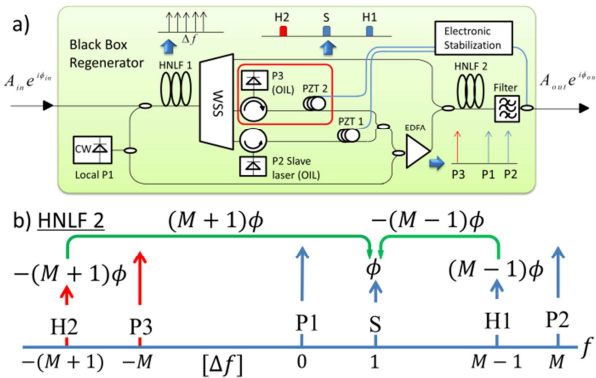 a)
Black Box
Regenerator
HNLF 1
Δf
H2 S H1
Electronic
Stabilization
HNLF 2
A_in e^{iϕ_in}
WSS
P3
(OIL)
PZT 2
PZT 1
EDFA
Filter
A_out e^{iϕ_on}
CW
Local P1
P2 Slave
laser (OIL)
P3 P1 P2
b) HNLF 2
(M + 1)ϕ −(M − 1)ϕ
−(M + 1)ϕ ϕ (M − 1)ϕ
H2 P3 P1 S H1 P2
−(M + 1) −M [Δf] 0 1 M − 1 M f